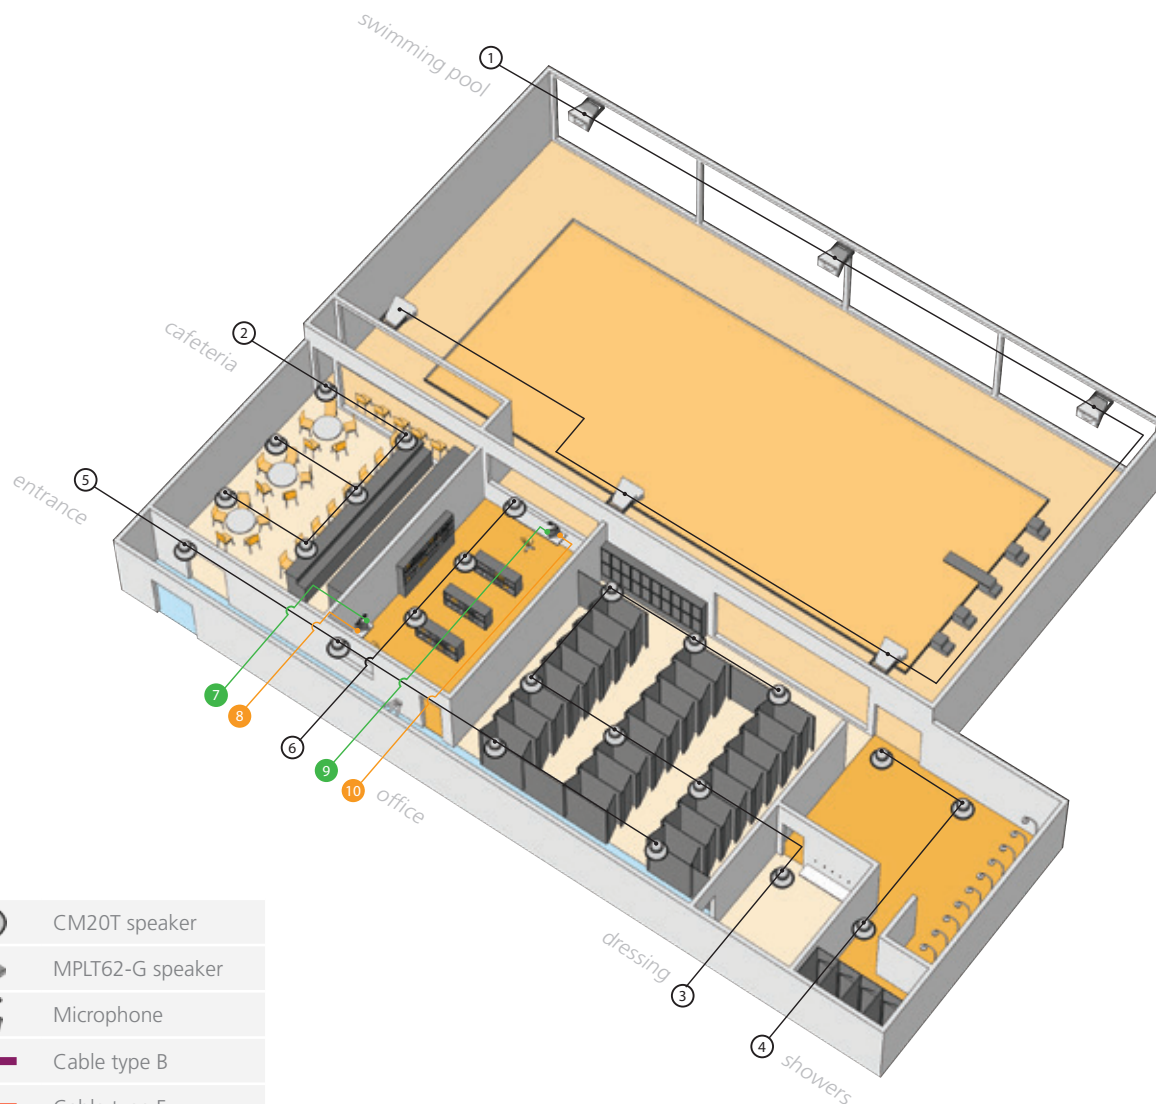 swimming pool
1
cafeteria
2
entrance
5
7
8
6
9
10
office
dressing
3
4
showers
CM20T speaker
MPLT62-G speaker
Microphone
Cable type B